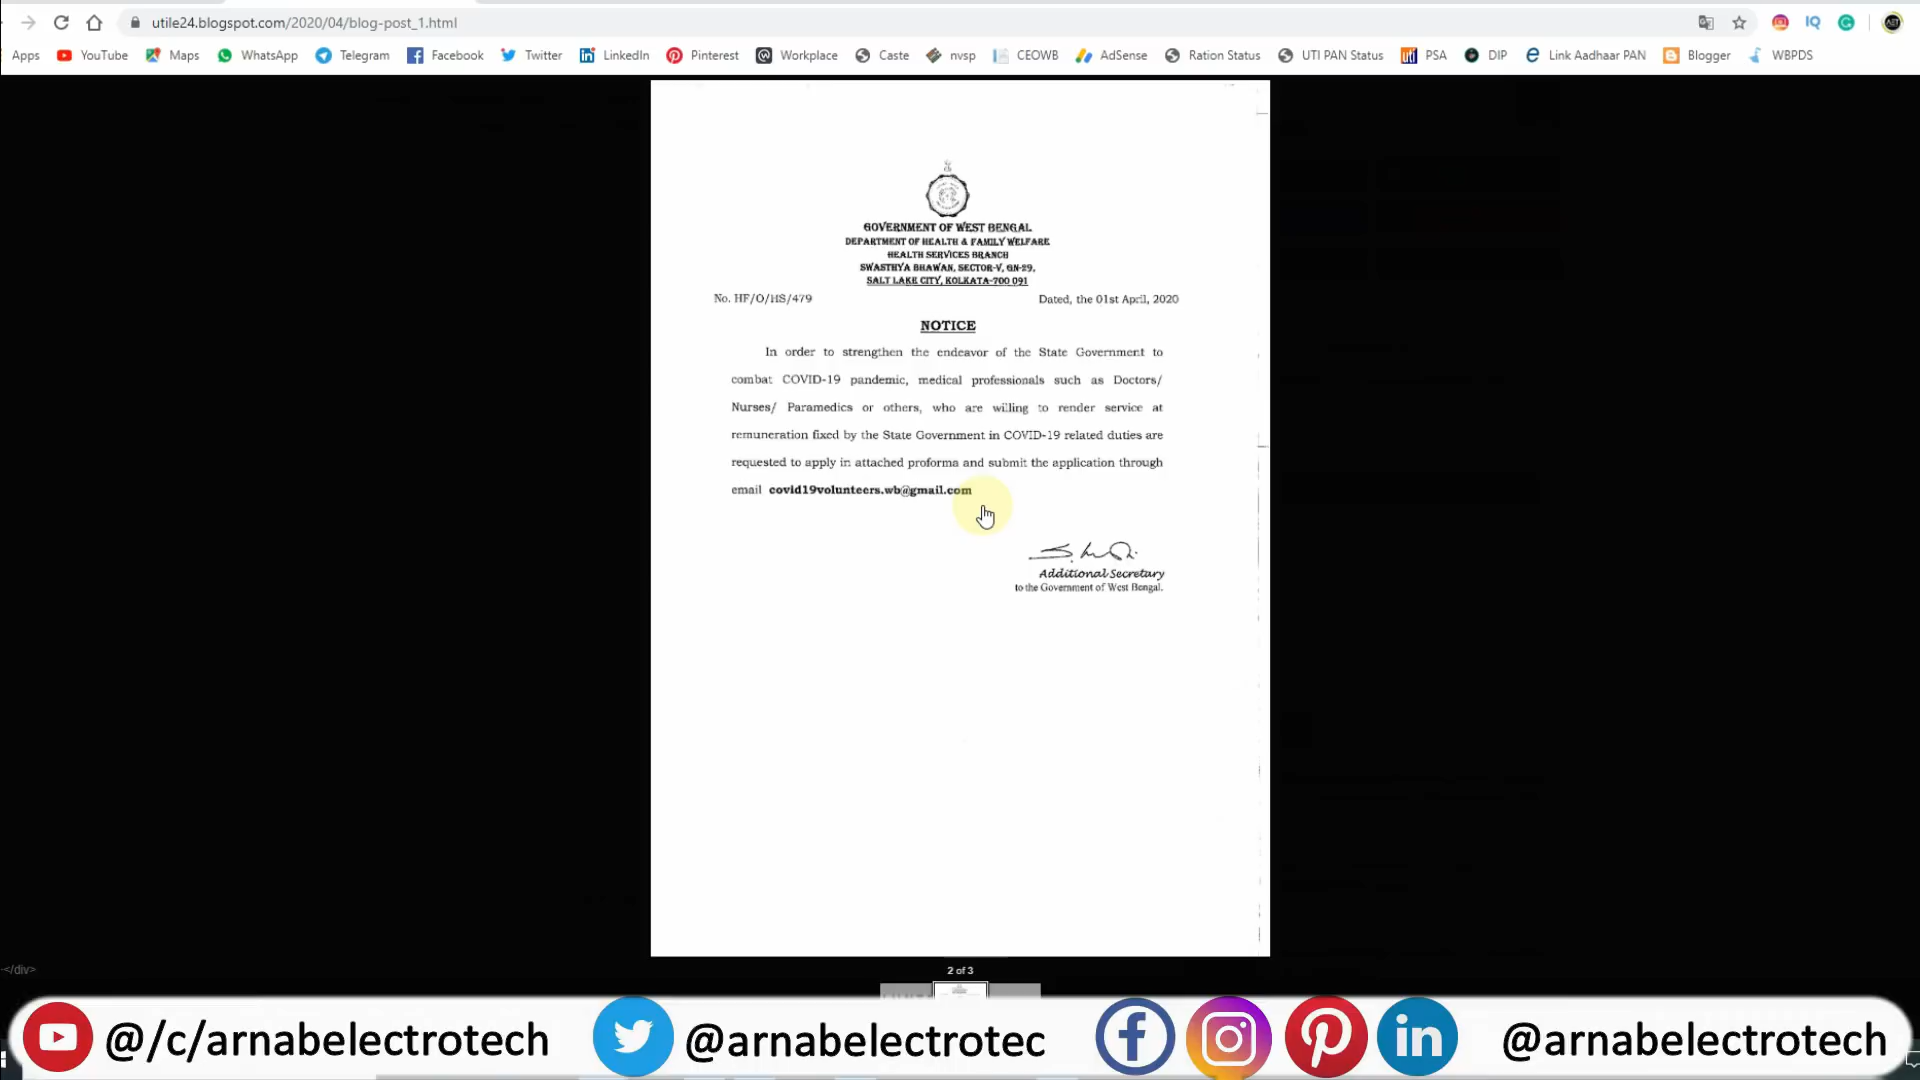 utile24.blogspot.com/2020/04/blog-post_1.html
Apps YouTube Maps WhatsApp Telegram Facebook Twitter LinkedIn Pinterest Workplace Caste nvsp CEOWB AdSense Ration Status UTI PAN Status PSA DIP Link Aadhaar PAN Blogger WBPDS
GOVERNMENT OF WEST BENGAL
DEPARTMENT OF HEALTH & FAMILY WELFARE
HEALTH SERVICES BRANCH
SWASTHYA BHAWAN, SECTOR-V, GN-29,
SALT LAKE CITY, KOLKATA-700 091
No. HF/O/HS/479 Dated, the 01st April, 2020
NOTICE
In order to strengthen the endeavor of the State Government to
combat COVID-19 pandemic, medical professionals such as Doctors/
Nurses/ Paramedics or others, who are willing to render service at
remuneration fixed by the State Government in COVID-19 related duties are
requested to apply in attached proforma and submit the application through
email covid19volunteers.wb@gmail.com
Additional Secretary
to the Government of West Bengal.
</div>
2 of 3
@/c/arnabelectrotech @arnabelectrotec @arnabelectrotech